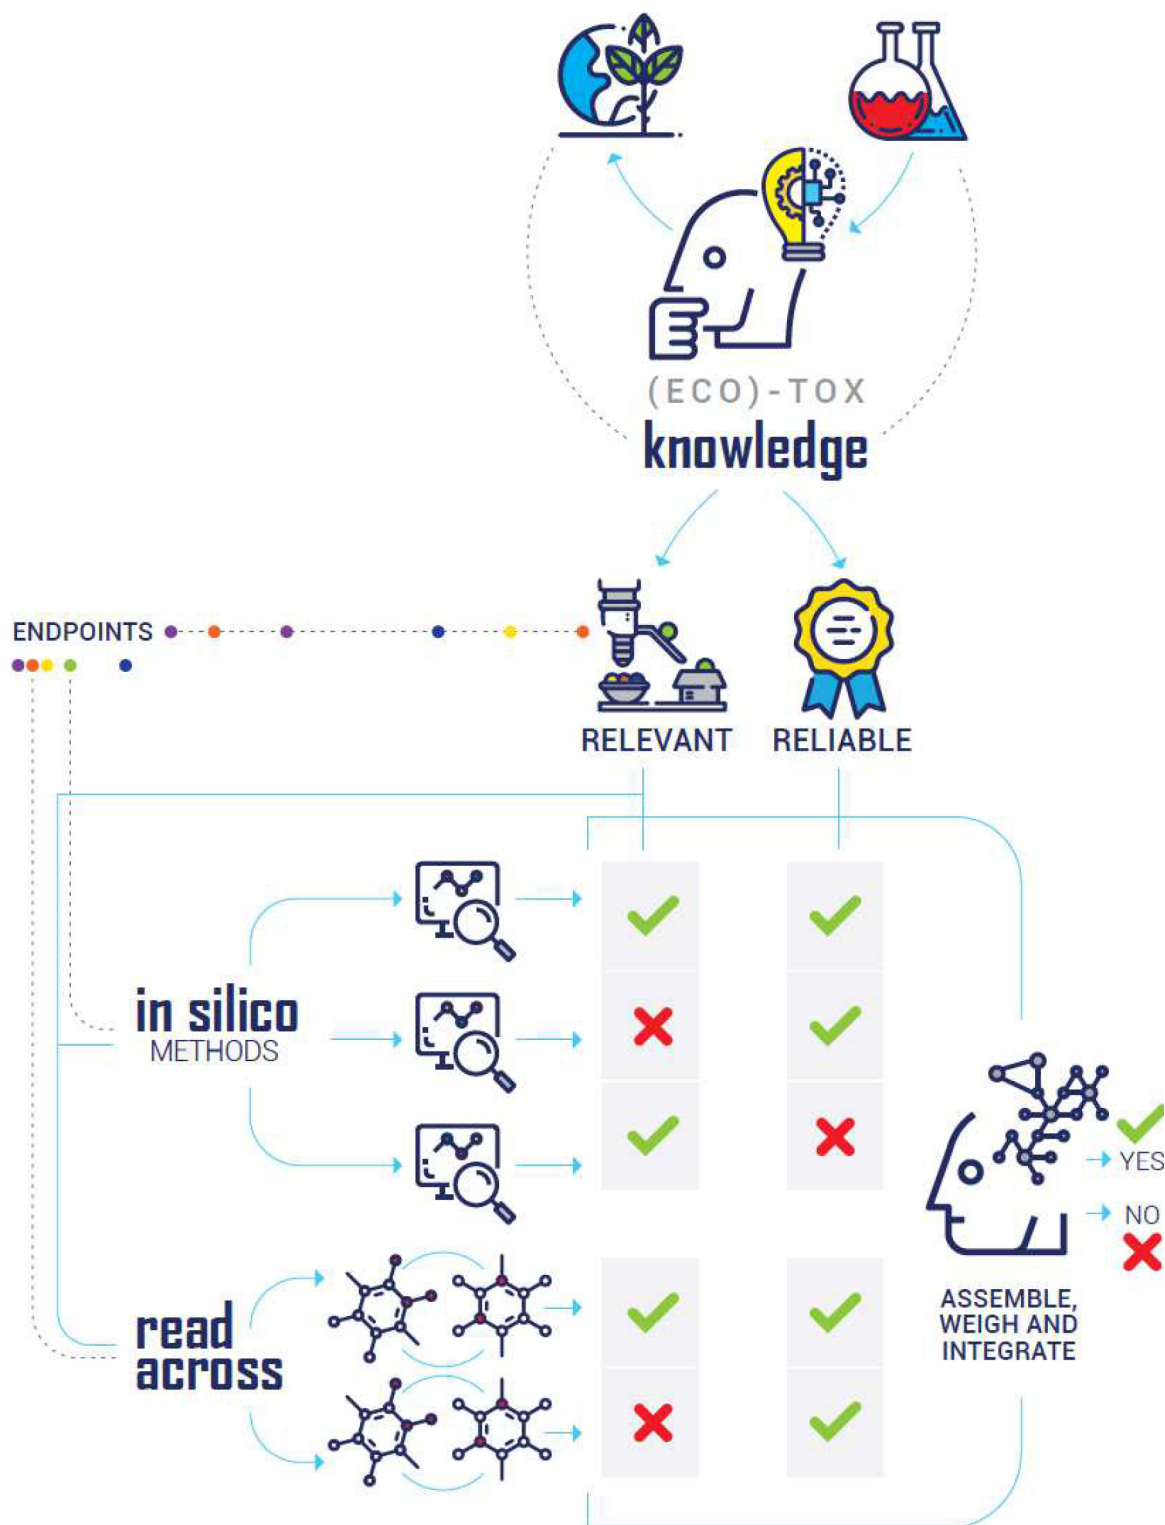 (ECO)-TOX
knowledge
ENDPOINTS
RELEVANT
RELIABLE
in silico
METHODS
YES
NO
read
across
ASSEMBLE,
WEIGH AND
INTEGRATE